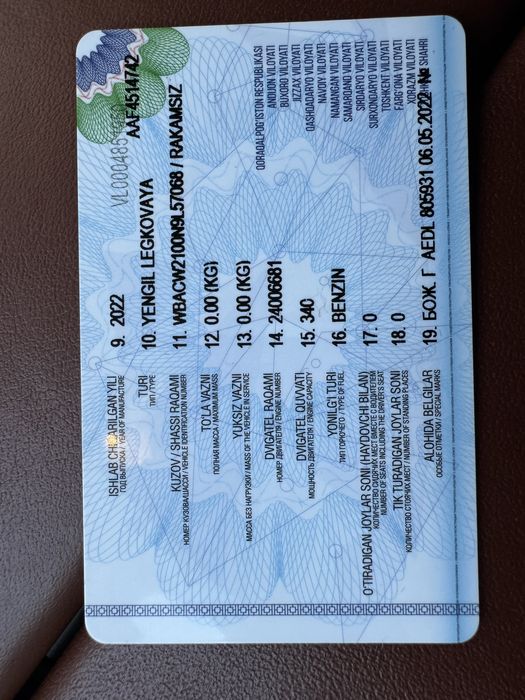 AAF4514742
ISHLAB CHIQARILGAN YILI 9. 2022
ГОД ВЫПУСКА / YEAR OF MANUFACTURE
TURI 10. YENGIL LEGKOVAYA
ТИП / TYPE
KUZOV / SHASSI RAQAMI 11. WBACW2100N9L57068 / RAKAMSIZ
НОМЕР КУЗОВА/ШАССИ / VEHICLE IDENTIFICATION NUMBER
TO'LA VAZNI 12. 0.00 (KG)
ПОЛНАЯ МАССА / MAXIMUM MASS
YUKSIZ VAZNI 13. 0.00 (KG)
МАССА БЕЗ НАГРУЗКИ / MASS OF THE VEHICLE IN SERVICE
DVIGATEL RAQAMI 14. 24006681
НОМЕР ДВИГАТЕЛЯ / ENGINE NUMBER
DVIGATEL QUVVATI 15. 340
МОЩНОСТЬ ДВИГАТЕЛЯ / ENGINE CAPACITY
YONILG'I TURI 16. BENZIN
ТИП ГОРЮЧЕГО / TYPE OF FUEL
O'TIRADIGAN JOYLAR SONI (HAYDOVCHI BILAN) 17. 0
КОЛИЧЕСТВО СИДЯЧИХ МЕСТ ВМЕСТЕ С ВОДИТЕЛЕМ
NUMBER OF SEATS INCLUDING THE DRIVER'S SEAT
TIK TURADIGAN JOYLAR SONI 18. 0
КОЛИЧЕСТВО СТОЯЧИХ МЕСТ / NUMBER OF STANDING PLACES
ALOHIDA BELGILAR 19. БОЖ. Г AEDL 805931 06.05.2022 №
ОСОБЫЕ ОТМЕТКИ / SPECIAL MARKS
QORAQALPOG'ISTON RESPUBLIKASI
ANDIJON VILOYATI
BUXORO VILOYATI
JIZZAX VILOYATI
QASHQADARYO VILOYATI
NAVOIY VILOYATI
NAMANGAN VILOYATI
SAMARQAND VILOYATI
SIRDARYO VILOYATI
SURXONDARYO VILOYATI
TOSHKENT VILOYATI
FARG'ONA VILOYATI
XORAZM VILOYATI
SHAHRI